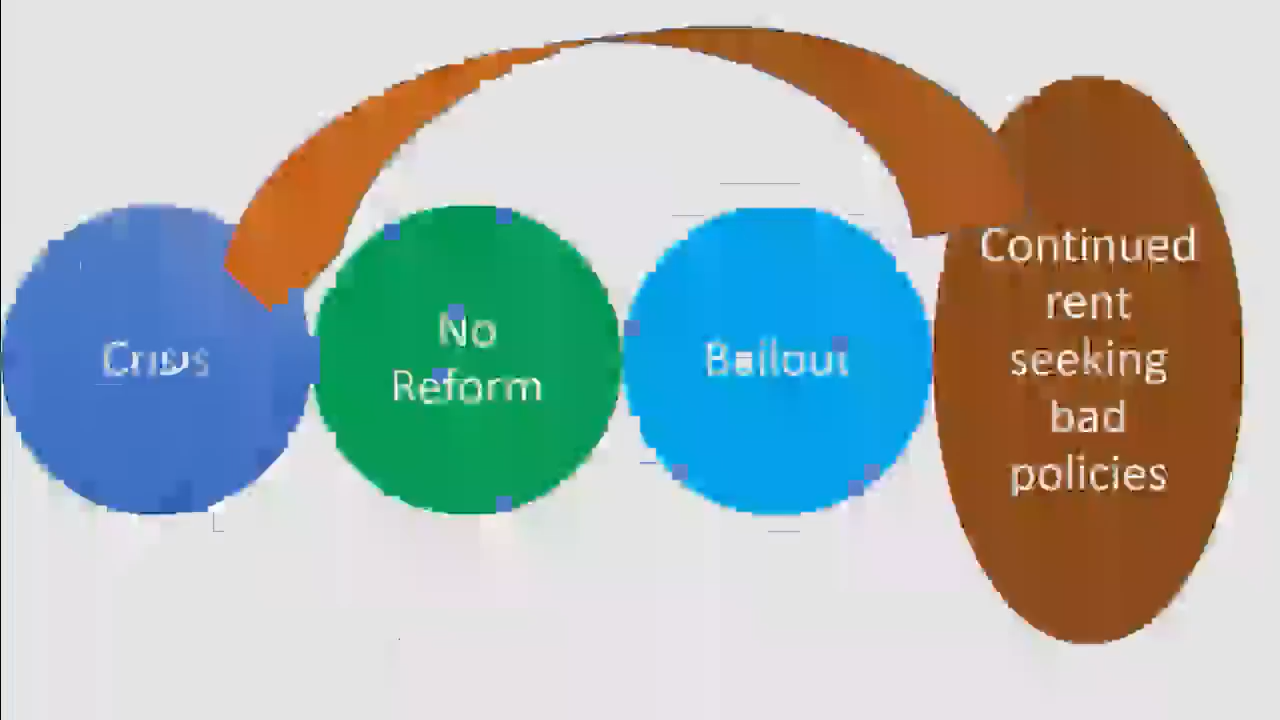 Crisis
No
Reform
Bailout
Continued
rent
seeking
bad
policies